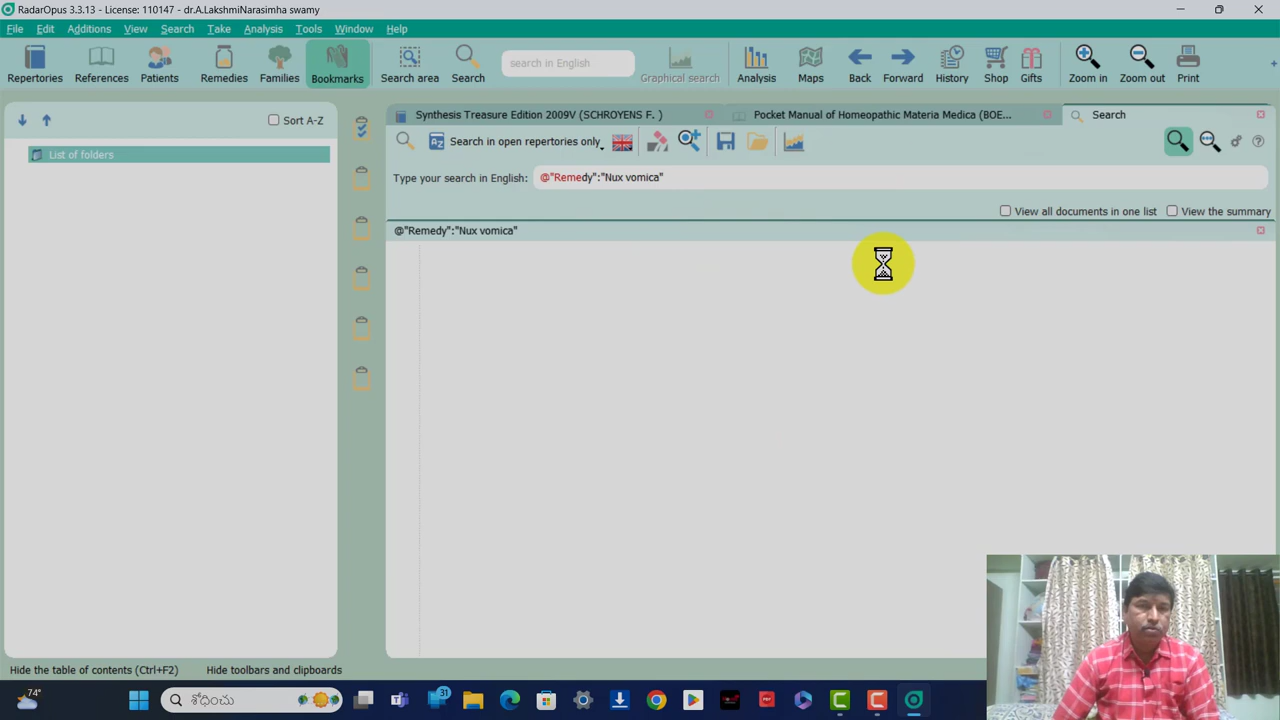 RadarOpus 3.3.13 - License: 110147 - dr.A.LakshmiNarasimha swamy
File Edit Additions View Search Take Analysis Tools Window Help
Repertories References Patients Remedies Families Bookmarks Search area Search search in English Graphical search Analysis Maps Back Forward History Shop Gifts Zoom in Zoom out Print
Sort A-Z
List of folders
Synthesis Treasure Edition 2009V (SCHROYENS F. ) Pocket Manual of Homeopathic Materia Medica (BOE... Search
Search in open repertories only
Type your search in English: @"Remedy":"Nux vomica"
View all documents in one list View the summary
@"Remedy":"Nux vomica"
Hide the table of contents (Ctrl+F2) Hide toolbars and clipboards
74° శోధించు 31